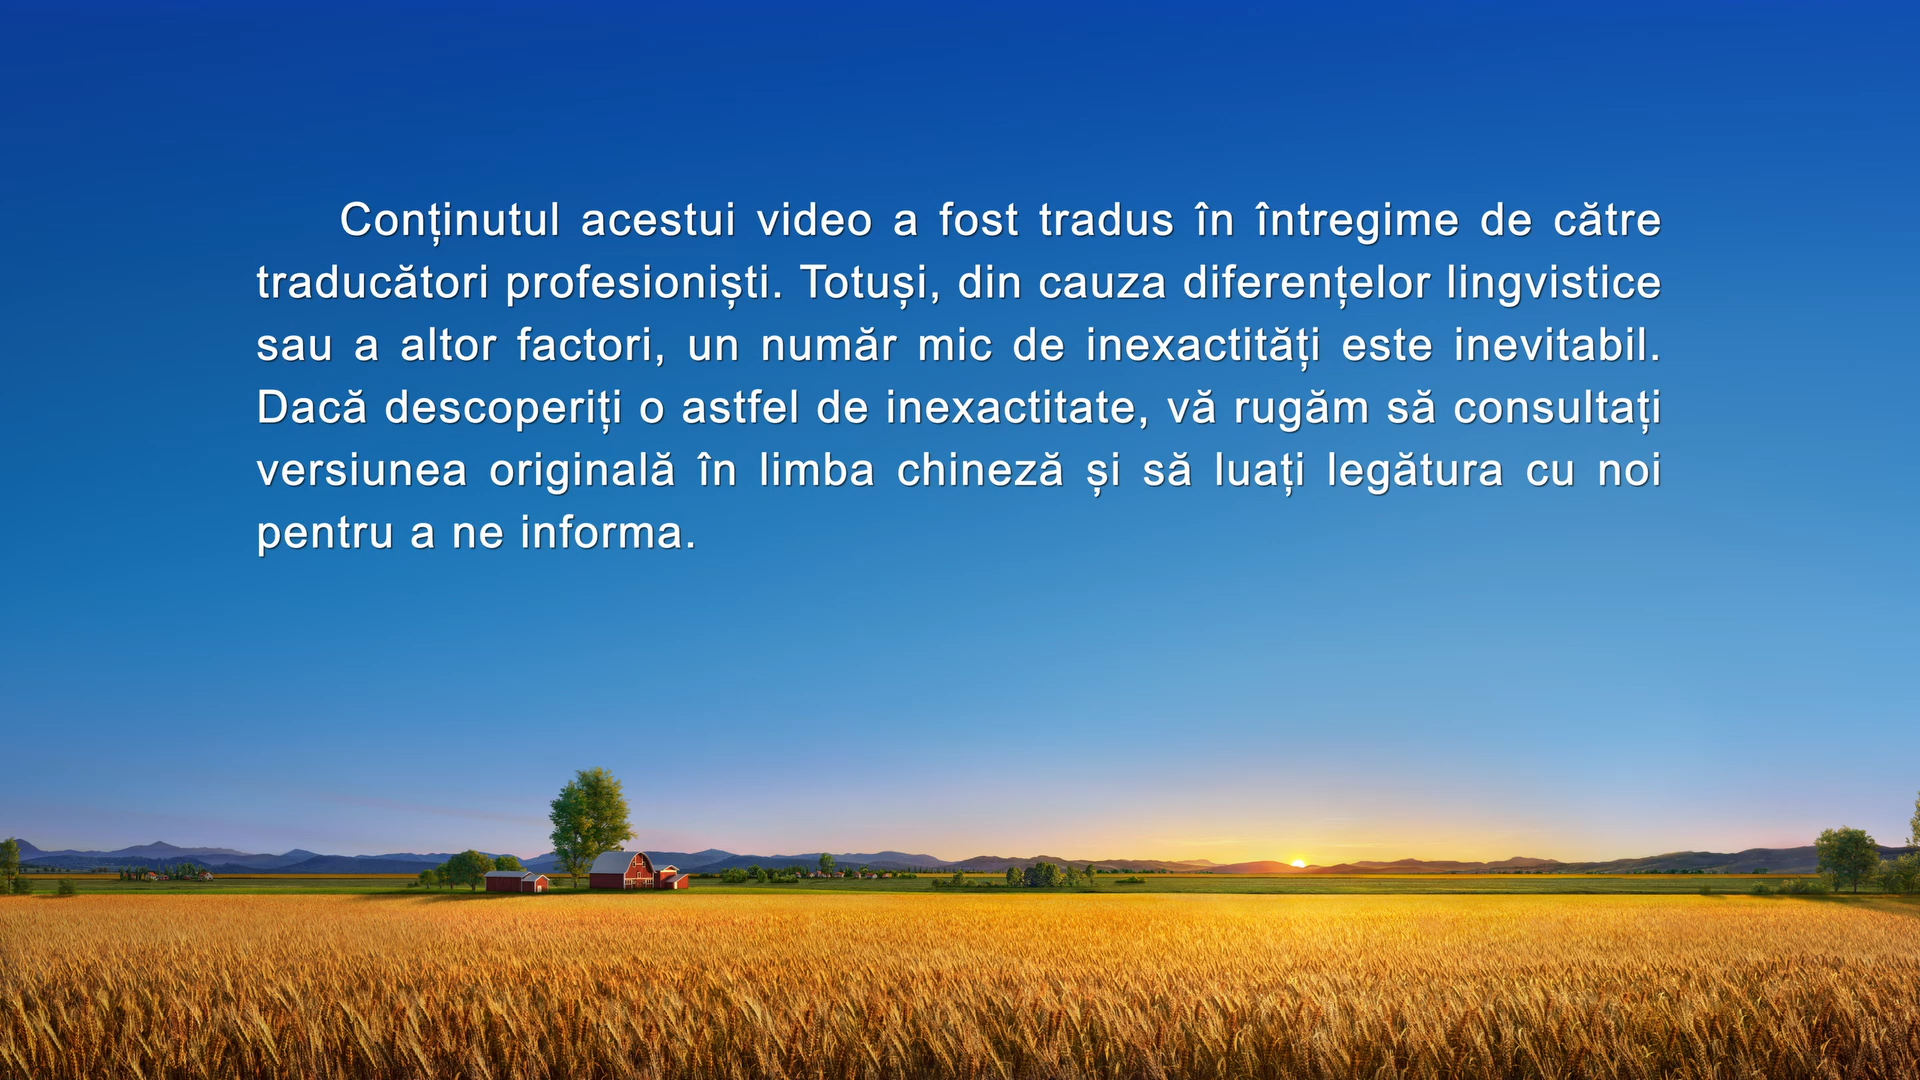 Conținutul acestui video a fost tradus în întregime de către
traducători profesioniști. Totuși, din cauza diferențelor lingvistice
sau a altor factori, un număr mic de inexactități este inevitabil.
Dacă descoperiți o astfel de inexactitate, vă rugăm să consultați
versiunea originală în limba chineză și să luați legătura cu noi
pentru a ne informa.